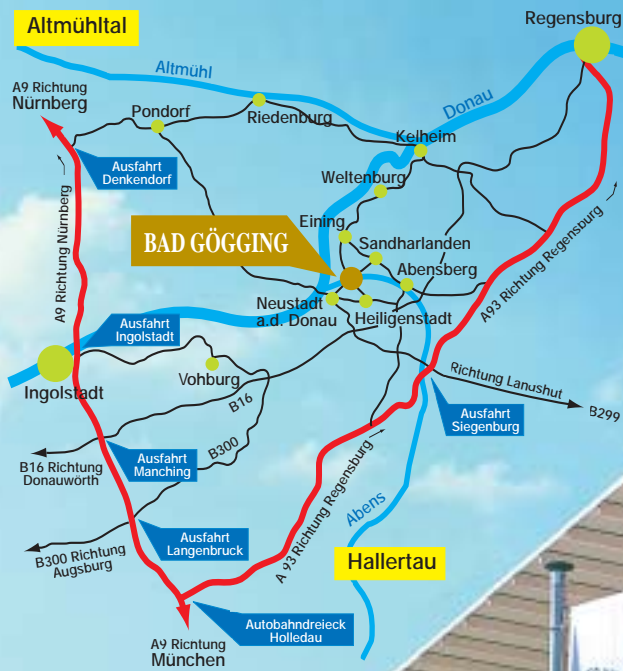 Altmühltal
Regensburg
A9 Richtung
Nürnberg
Altmühl
Donau
Pondorf
Riedenburg
Kelheim
Ausfahrt
Denkendorf
Weltenburg
Eining
BAD GÖGGING
Sandharlanden
Abensberg
A9 Richtung Nürnberg
A93 Richtung Regensburg
Neustadt
a.d. Donau
Heiligenstadt
Ausfahrt
Ingolstadt
Vohburg
Ingolstadt
Richtung Lanushut
B299
B16
Ausfahrt
Siegenburg
B300
Ausfahrt
Manching
B16 Richtung
Donauwörth
A 93 Richtung Regensburg
Abens
Ausfahrt
Langenbruck
B300 Richtung
Augsburg
Hallertau
Autobahndreieck
Holledau
A9 Richtung
München